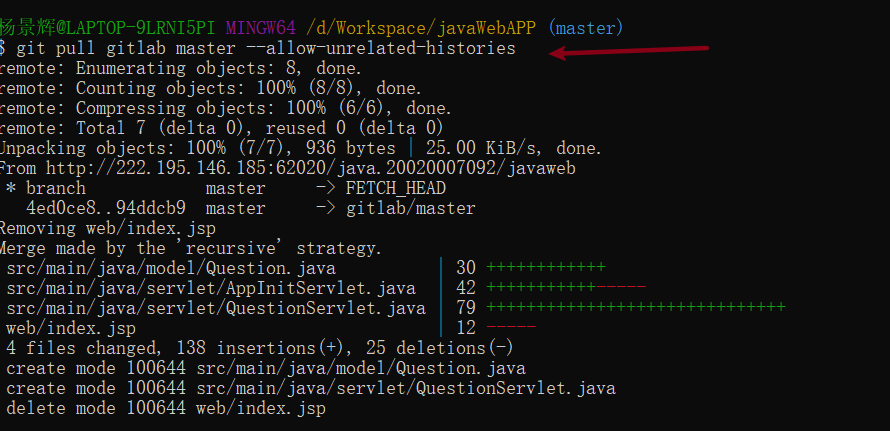 杨景辉@LAPTOP-9LRNI5PI MINGW64 /d/Workspace/javaWebAPP (master)
$ git pull gitlab master --allow-unrelated-histories
remote: Enumerating objects: 8, done.
remote: Counting objects: 100% (8/8), done.
remote: Compressing objects: 100% (6/6), done.
remote: Total 7 (delta 0), reused 0 (delta 0)
Unpacking objects: 100% (7/7), 936 bytes | 25.00 KiB/s, done.
From http://222.195.146.185:62020/java.20020007092/javaweb
 * branch            master     -> FETCH_HEAD
   4ed0ce8..94ddcb9  master     -> gitlab/master
Removing web/index.jsp
Merge made by the 'recursive' strategy.
 src/main/java/model/Question.java          | 30 ++++++++++++
 src/main/java/servlet/AppInitServlet.java  | 42 +++++++++++-----
 src/main/java/servlet/QuestionServlet.java | 79 ++++++++++++++++++++++++++++++
 web/index.jsp                              | 12 -----
 4 files changed, 138 insertions(+), 25 deletions(-)
 create mode 100644 src/main/java/model/Question.java
 create mode 100644 src/main/java/servlet/QuestionServlet.java
 delete mode 100644 web/index.jsp